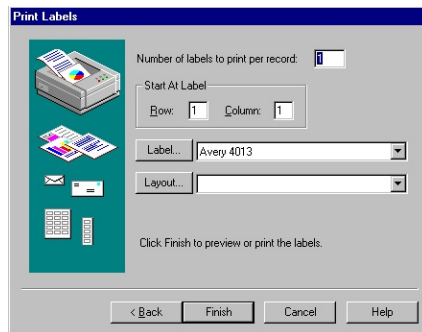 Print Labels
Number of labels to print per record: 1
Start At Label
Row: 1 Column: 1
Label... Avery 4013
Layout...
Click Finish to preview or print the labels.
< Back Finish Cancel Help